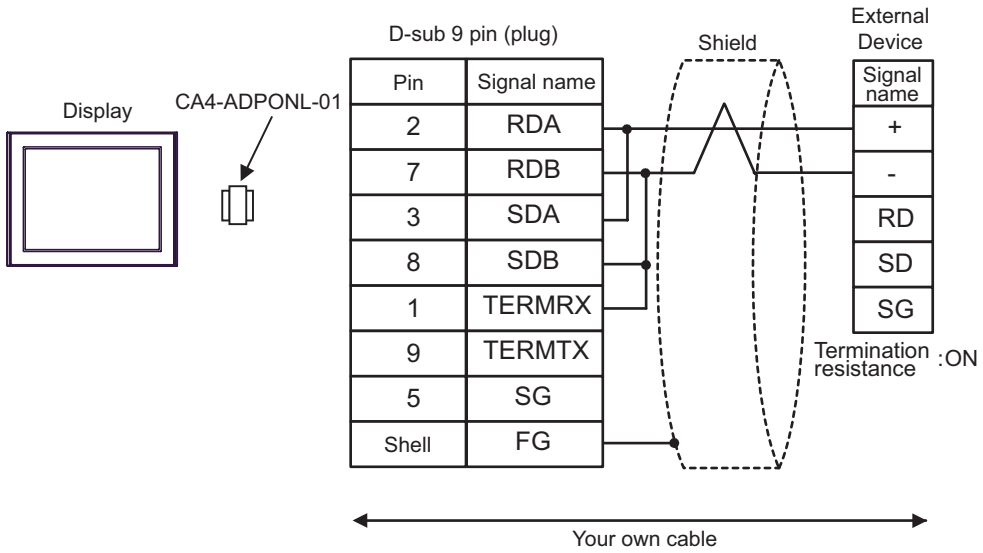 D-sub 9 pin (plug)
Shield
External
Device
Display
CA4-ADPONL-01
Pin Signal name
2 RDA
7 RDB
3 SDA
8 SDB
1 TERMRX
9 TERMTX
5 SG
Shell FG
Signal
name
+
-
RD
SD
SG
Termination
resistance :ON
Your own cable